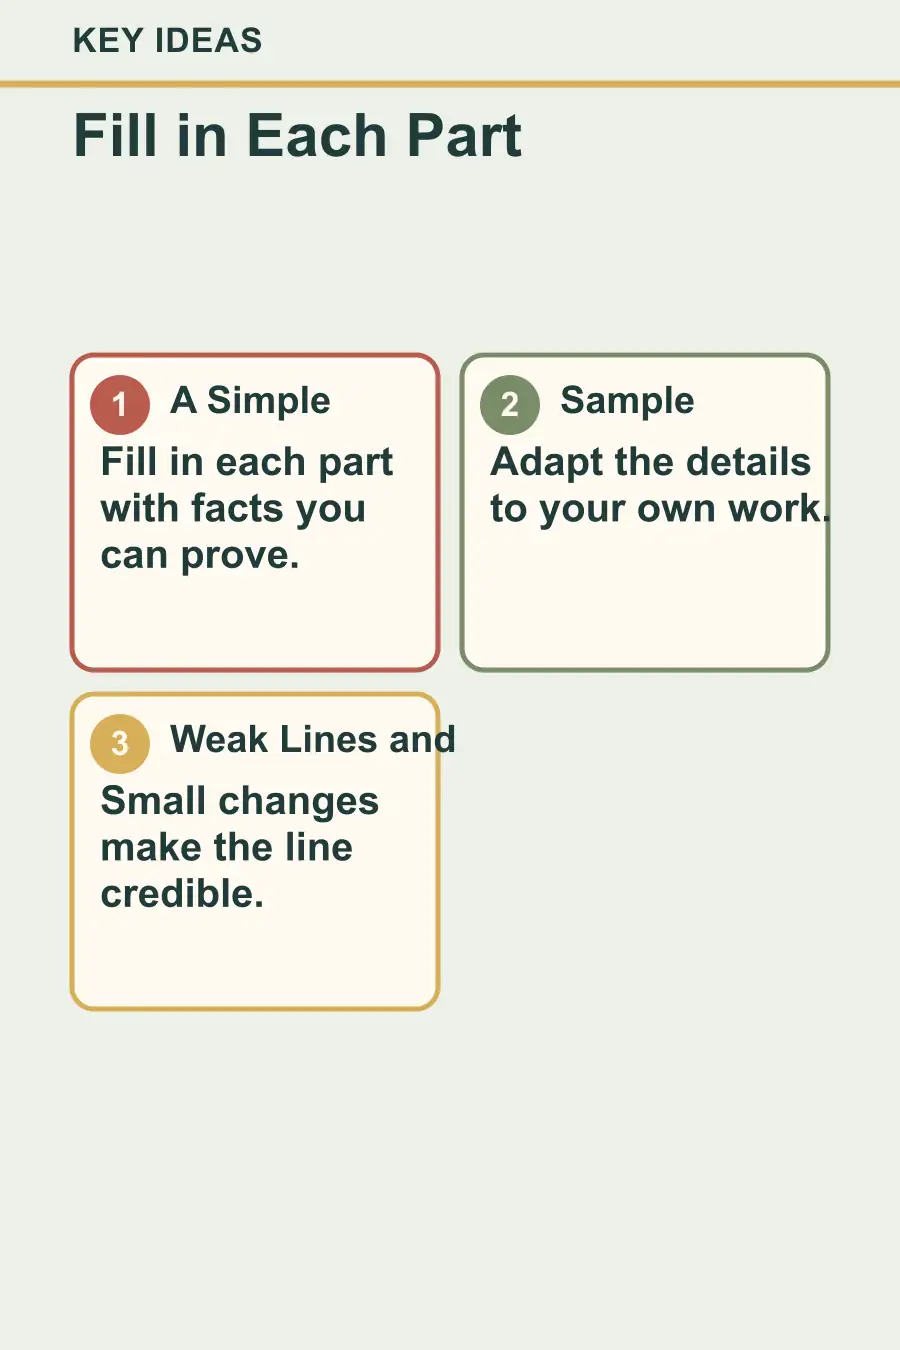 KEY IDEAS
Fill in Each Part
1 A Simple
Fill in each part
with facts you
can prove.
2 Sample
Adapt the details
to your own work.
3 Weak Lines and
Small changes
make the line
credible.